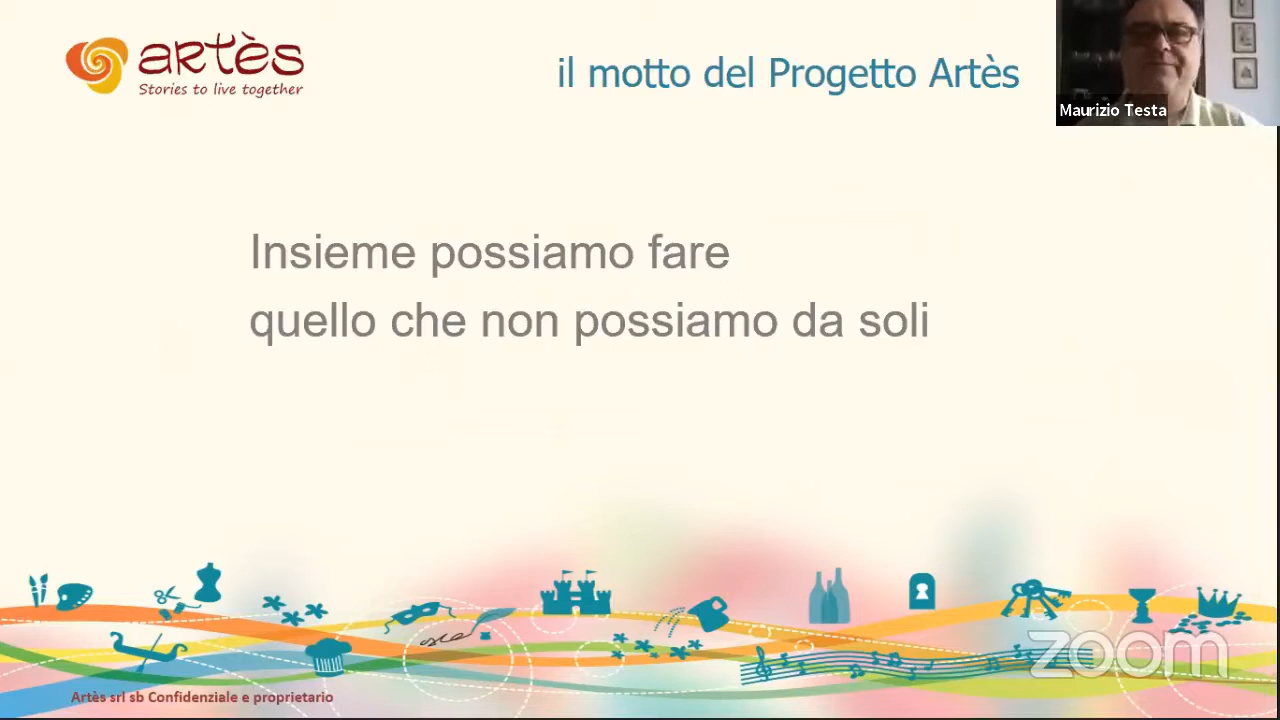 artès
Stories to live together
il motto del Progetto Artès
Maurizio Testa
Insieme possiamo fare
quello che non possiamo da soli
Artès srl sb Confidenziale e proprietario
zoom